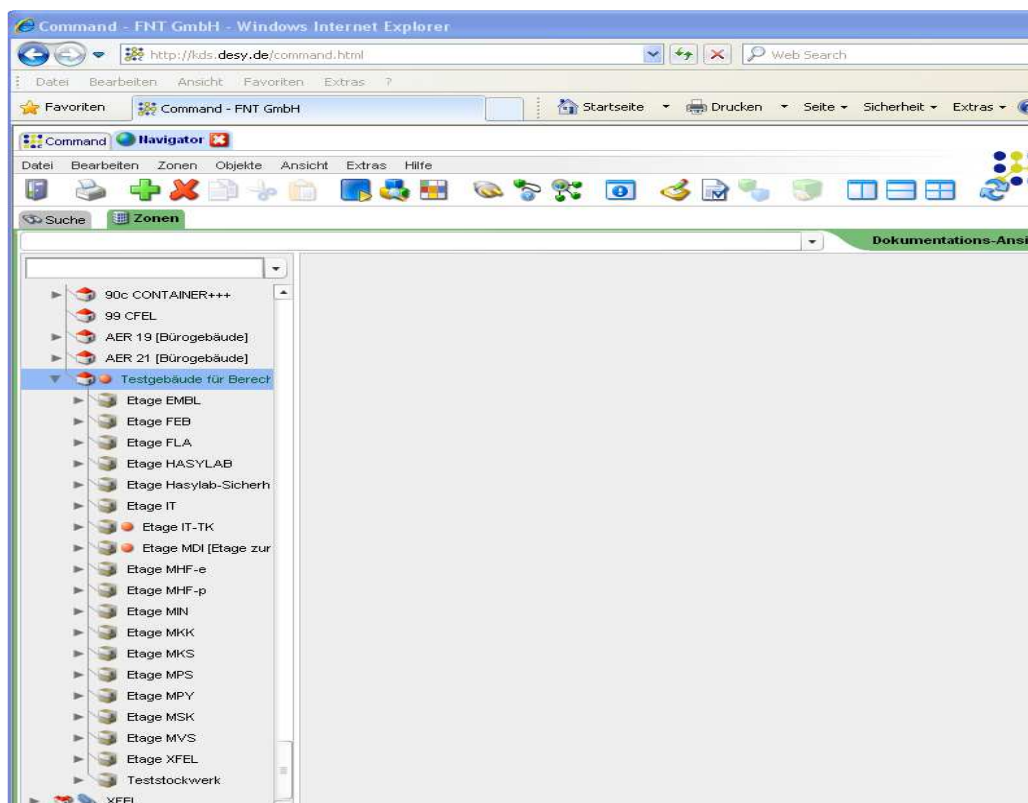 Command - FNT GmbH - Windows Internet Explorer
http://kds.desy.de/command.html
Web Search
Datei Bearbeiten Ansicht Favoriten Extras ?
Favoriten Command - FNT GmbH Startseite Drucken Seite Sicherheit Extras
Command Navigator
Datei Bearbeiten Zonen Objekte Ansicht Extras Hilfe
Suche Zonen
Dokumentations-Ansi
90c CONTAINER+++
99 CFEL
AER 19 [Bürogebäude]
AER 21 [Bürogebäude]
Testgebäude für Berech
Etage EMBL
Etage FEB
Etage FLA
Etage HASYLAB
Etage Hasylab-Sicherh
Etage IT
Etage IT-TK
Etage MDI [Etage zur
Etage MHF-e
Etage MHF-p
Etage MIN
Etage MKK
Etage MKS
Etage MPS
Etage MPY
Etage MSK
Etage MVS
Etage XFEL
Teststockwerk
XFEL